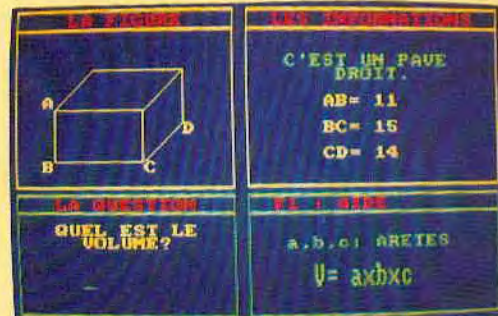 LA FIGURE
A
B
C
D
LES INFORMATIONS
C'EST UN PAVE
DROIT.
AB= 11
BC= 15
CD= 14
LA QUESTION
QUEL EST LE
VOLUME?
F1 : AIDE
a.b.c: ARETES
V= axbxc